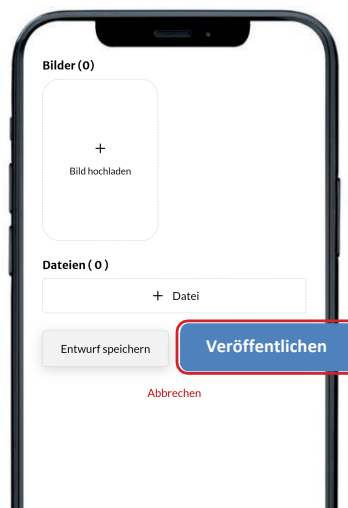 Bilder (0)
+
Bild hochladen
Dateien ( 0 )
+ Datei
Entwurf speichern
Veröffentlichen
Abbrechen